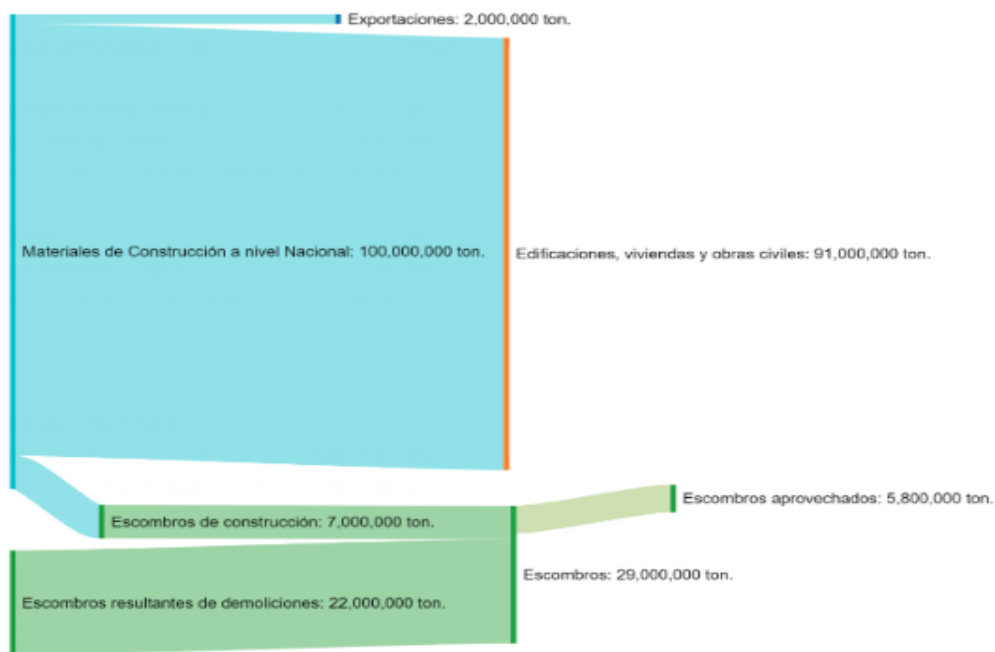 Exportaciones: 2,000,000 ton.
Materiales de Construcción a nivel Nacional: 100,000,000 ton.
Edificaciones, viviendas y obras civiles: 91,000,000 ton.
Escombros aprovechados: 5,800,000 ton.
Escombros de construcción: 7,000,000 ton.
Escombros: 29,000,000 ton.
Escombros resultantes de demoliciones: 22,000,000 ton.